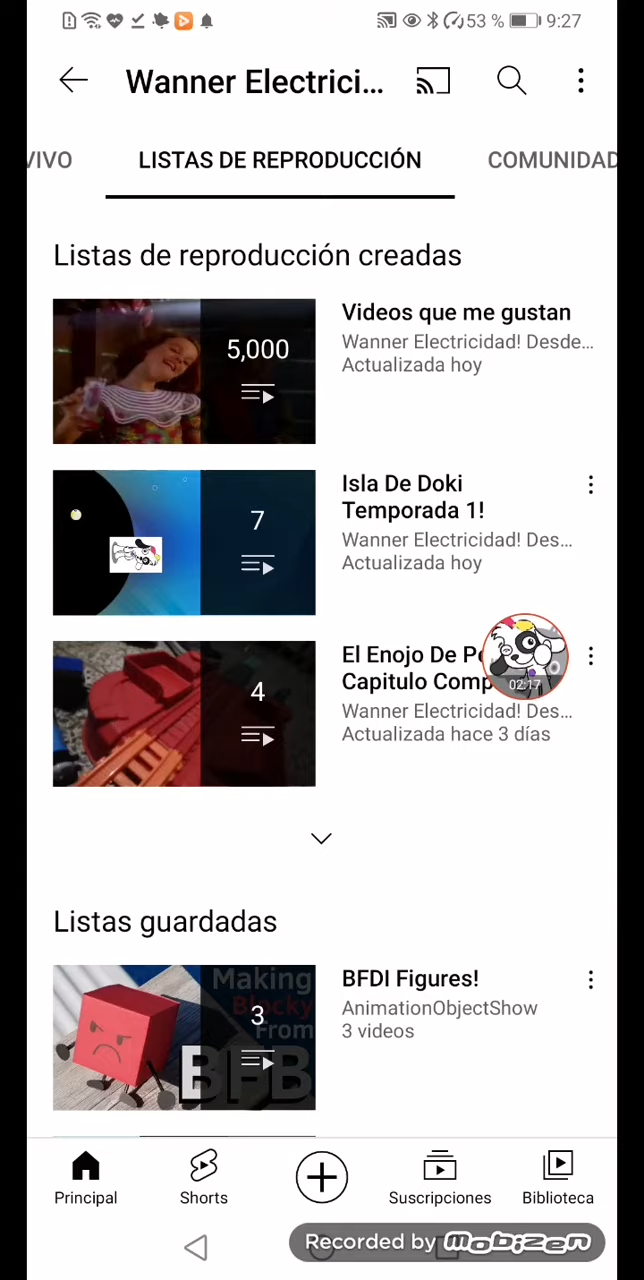 53 % 9:27
Wanner Electrici...
VIVO LISTAS DE REPRODUCCIÓN COMUNIDAD
Listas de reproducción creadas
5,000
Videos que me gustan
Wanner Electricidad! Desde...
Actualizada hoy
7
Isla De Doki
Temporada 1!
Wanner Electricidad! Des...
Actualizada hoy
4
El Enojo De
Capitulo Comp
02:17
Wanner Electricidad! Des...
Actualizada hace 3 días
Listas guardadas
Making
Blocky
From
BFB
3
BFDI Figures!
AnimationObjectShow
3 videos
Principal Shorts Suscripciones Biblioteca
Recorded by mobizen